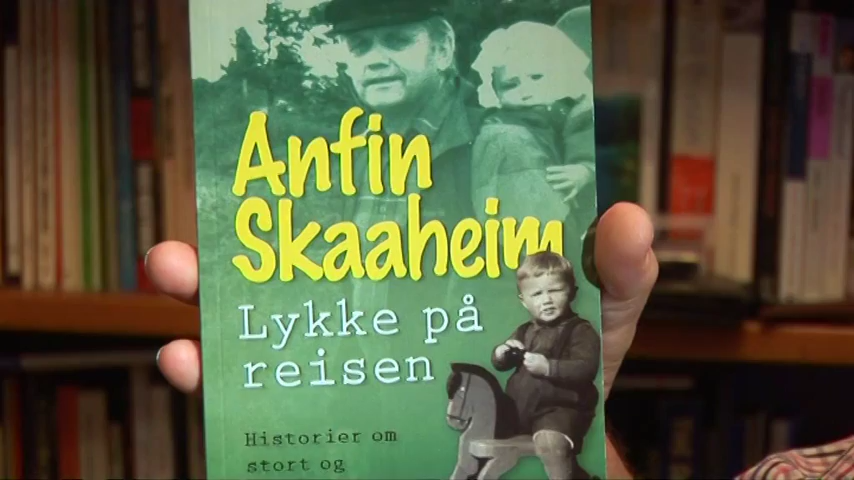 Anfin
Skaaheim
Lykke på
reisen
Historier om
stort og